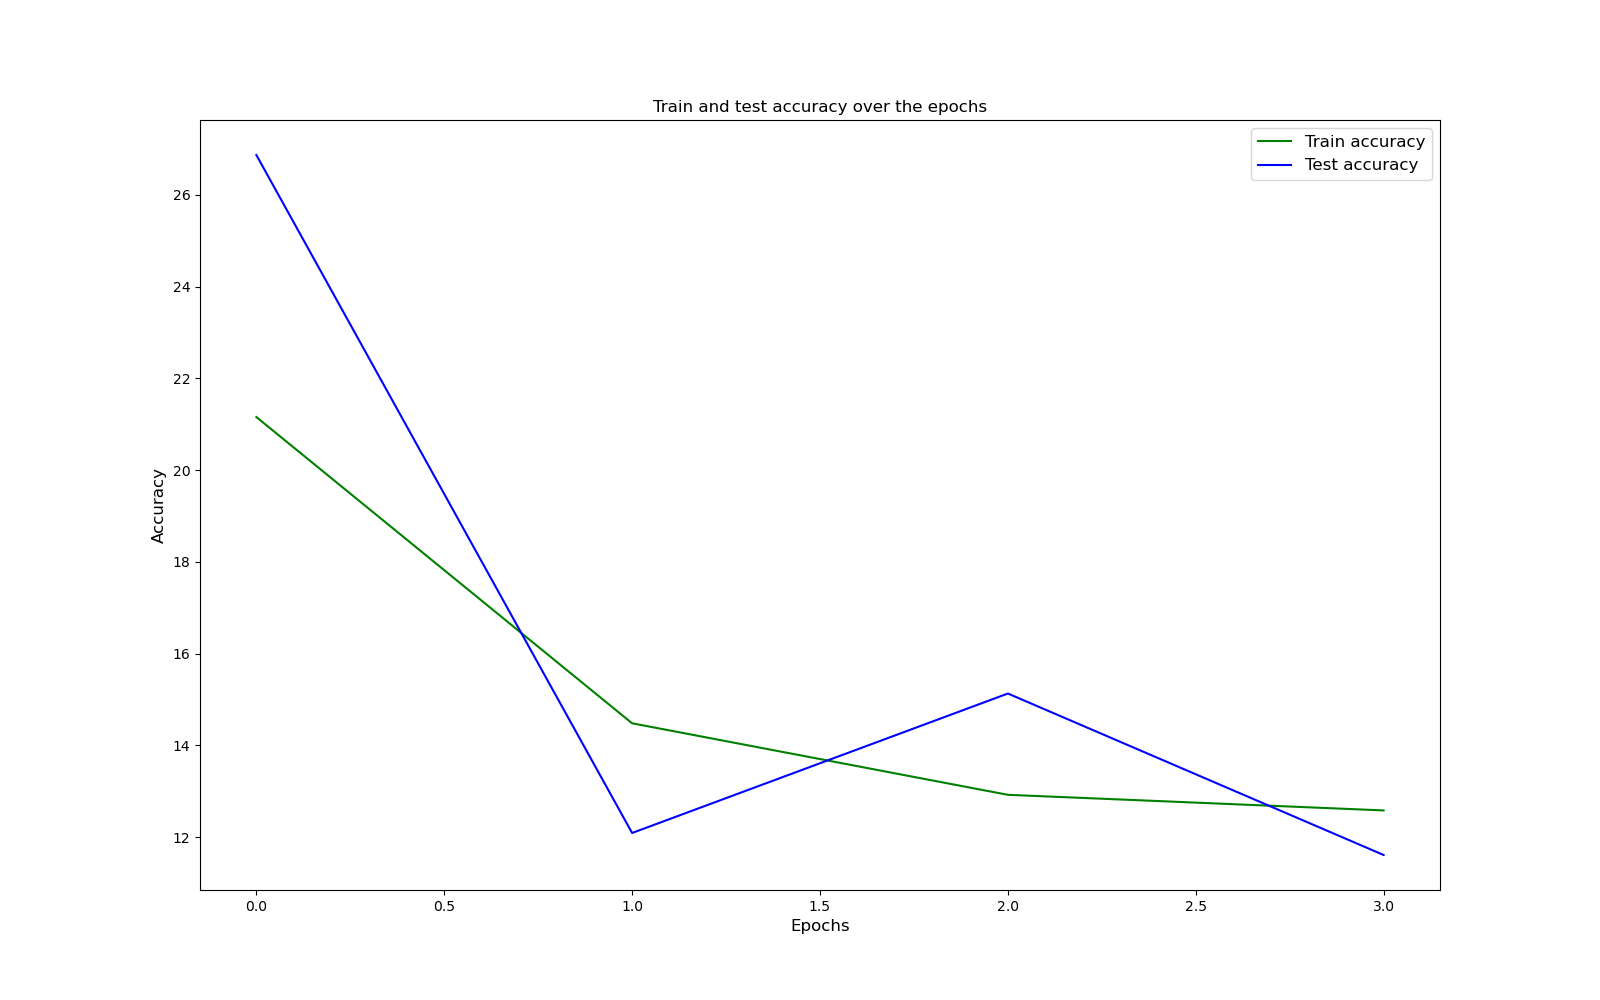 Train and test accuracy over the epochs
Train accuracy
Test accuracy
26
24
22
20
18
16
14
12
Accuracy
0.0 0.5 1.0 1.5 2.0 2.5 3.0
Epochs